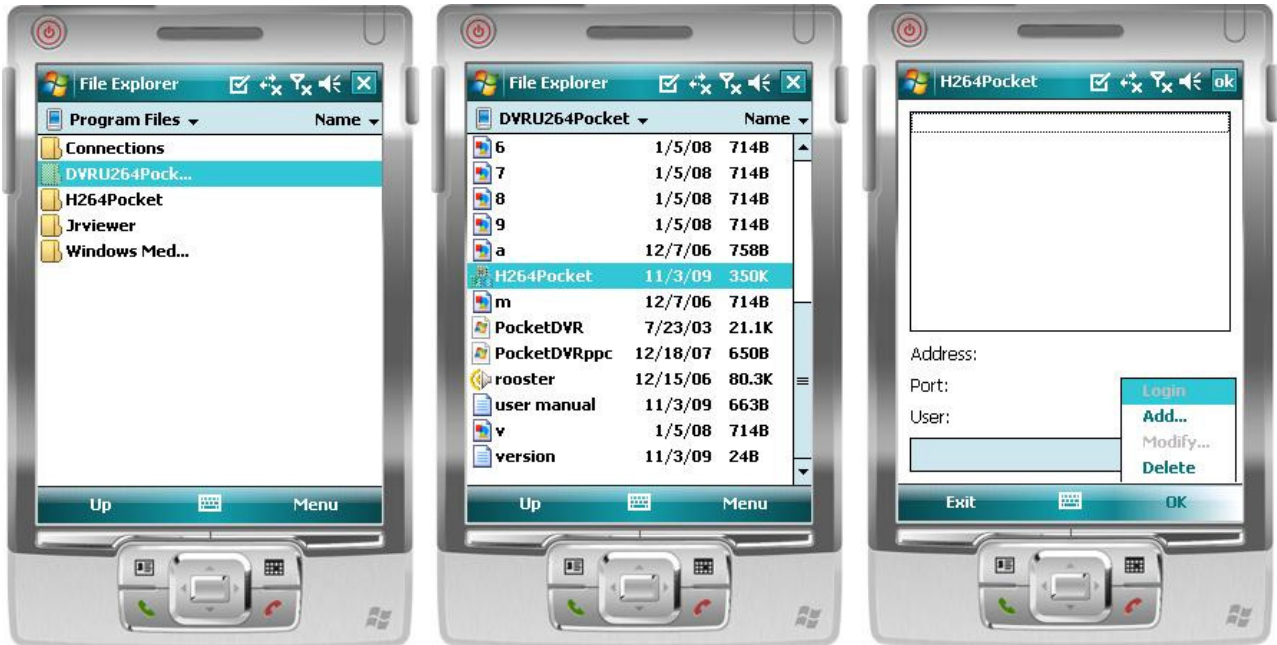 File Explorer
Program Files Name
Connections
DVRU264Pock...
H264Pocket
Jrviewer
Windows Med...
Up Menu
File Explorer
DVRU264Pocket Name
6 1/5/08 714B
7 1/5/08 714B
8 1/5/08 714B
9 1/5/08 714B
a 12/7/06 758B
H264Pocket 11/3/09 350K
m 12/7/06 714B
PocketDVR 7/23/03 21.1K
PocketDVRppc 12/18/07 650B
rooster 12/15/06 80.3K
user manual 11/3/09 663B
v 1/5/08 714B
version 11/3/09 24B
Up Menu
H264Pocket ok
Address:
Port:
User:
Login
Add...
Modify...
Delete
Exit OK